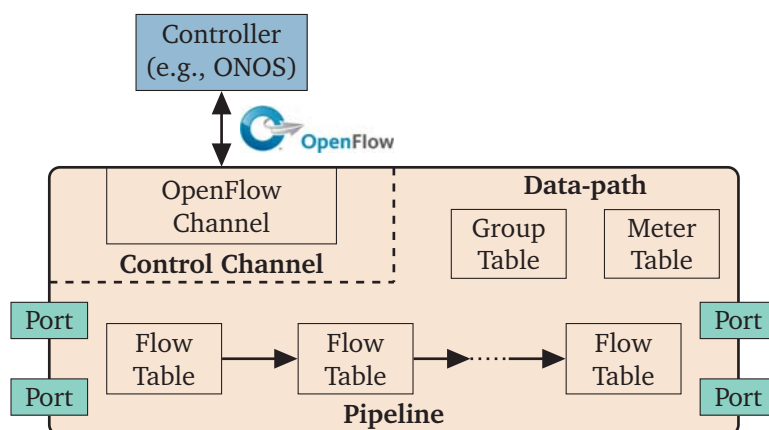 Controller
(e.g., ONOS)
OpenFlow
OpenFlow
Channel
Control Channel
Data-path
Group
Table
Meter
Table
Port
Port
Flow
Table
Flow
Table
Flow
Table
Port
Port
Pipeline